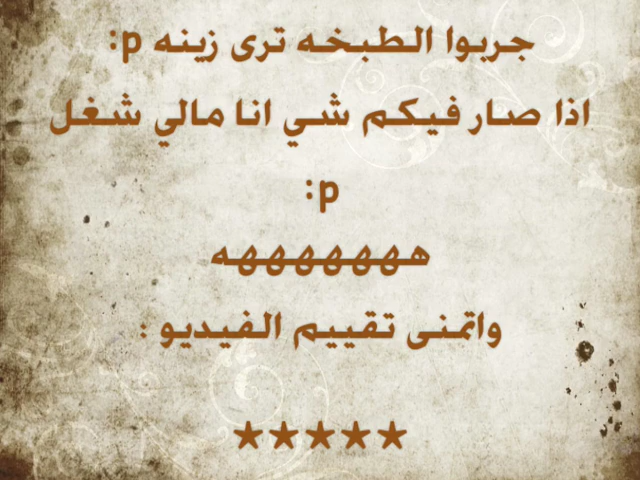 جربوا الطبخه ترى زينه p:
اذا صار فيكم شي انا مالي شغل
p:
هههههههه
واتمنى تقييم الفيديو :
★★★★★